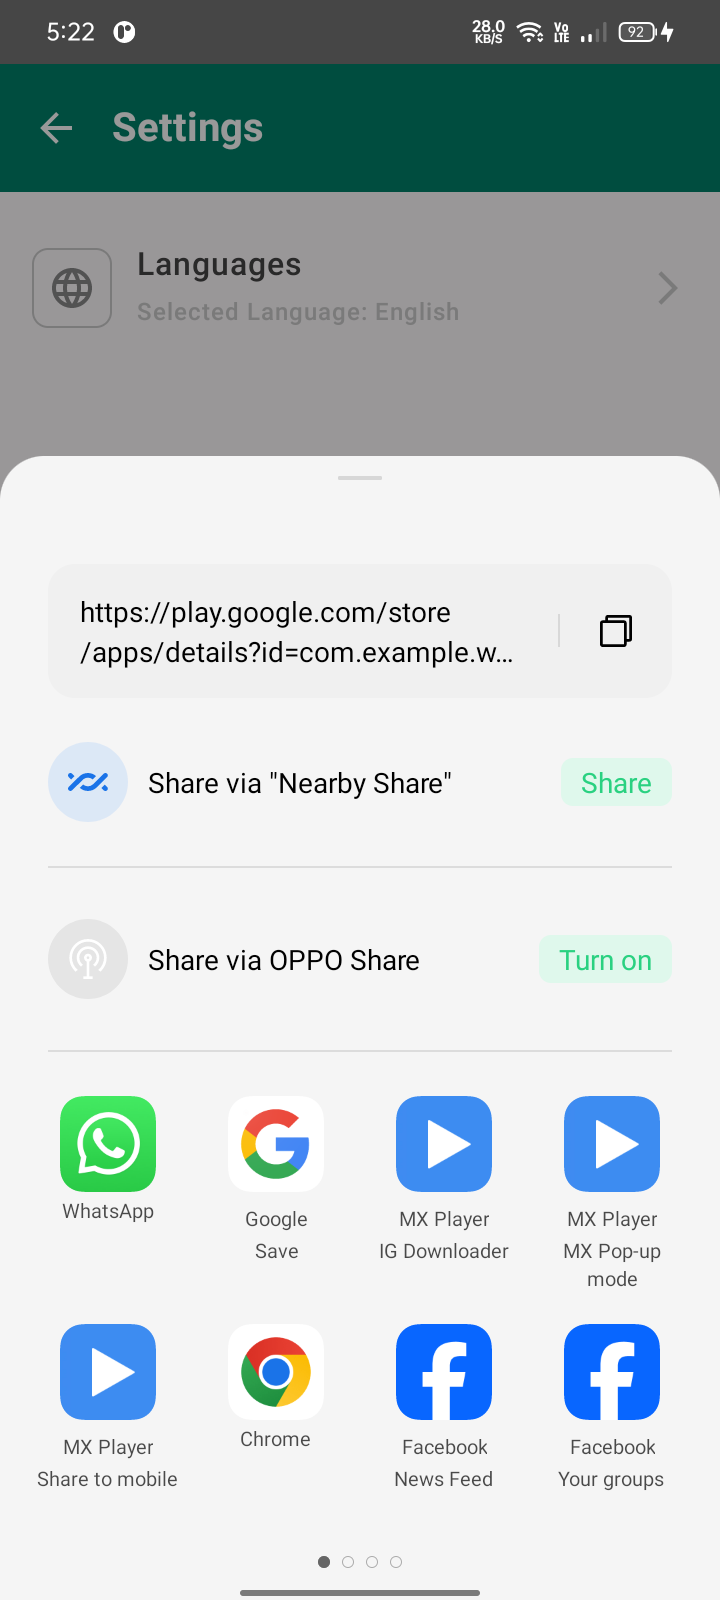 5:22
28.0
KB/S
Vo
LTE
92
Settings
Languages
Selected Language: English
https://play.google.com/store
/apps/details?id=com.example.w...
Share via "Nearby Share"
Share
Share via OPPO Share
Turn on
WhatsApp
Google
Save
MX Player
IG Downloader
MX Player
MX Pop-up
mode
MX Player
Share to mobile
Chrome
Facebook
News Feed
Facebook
Your groups